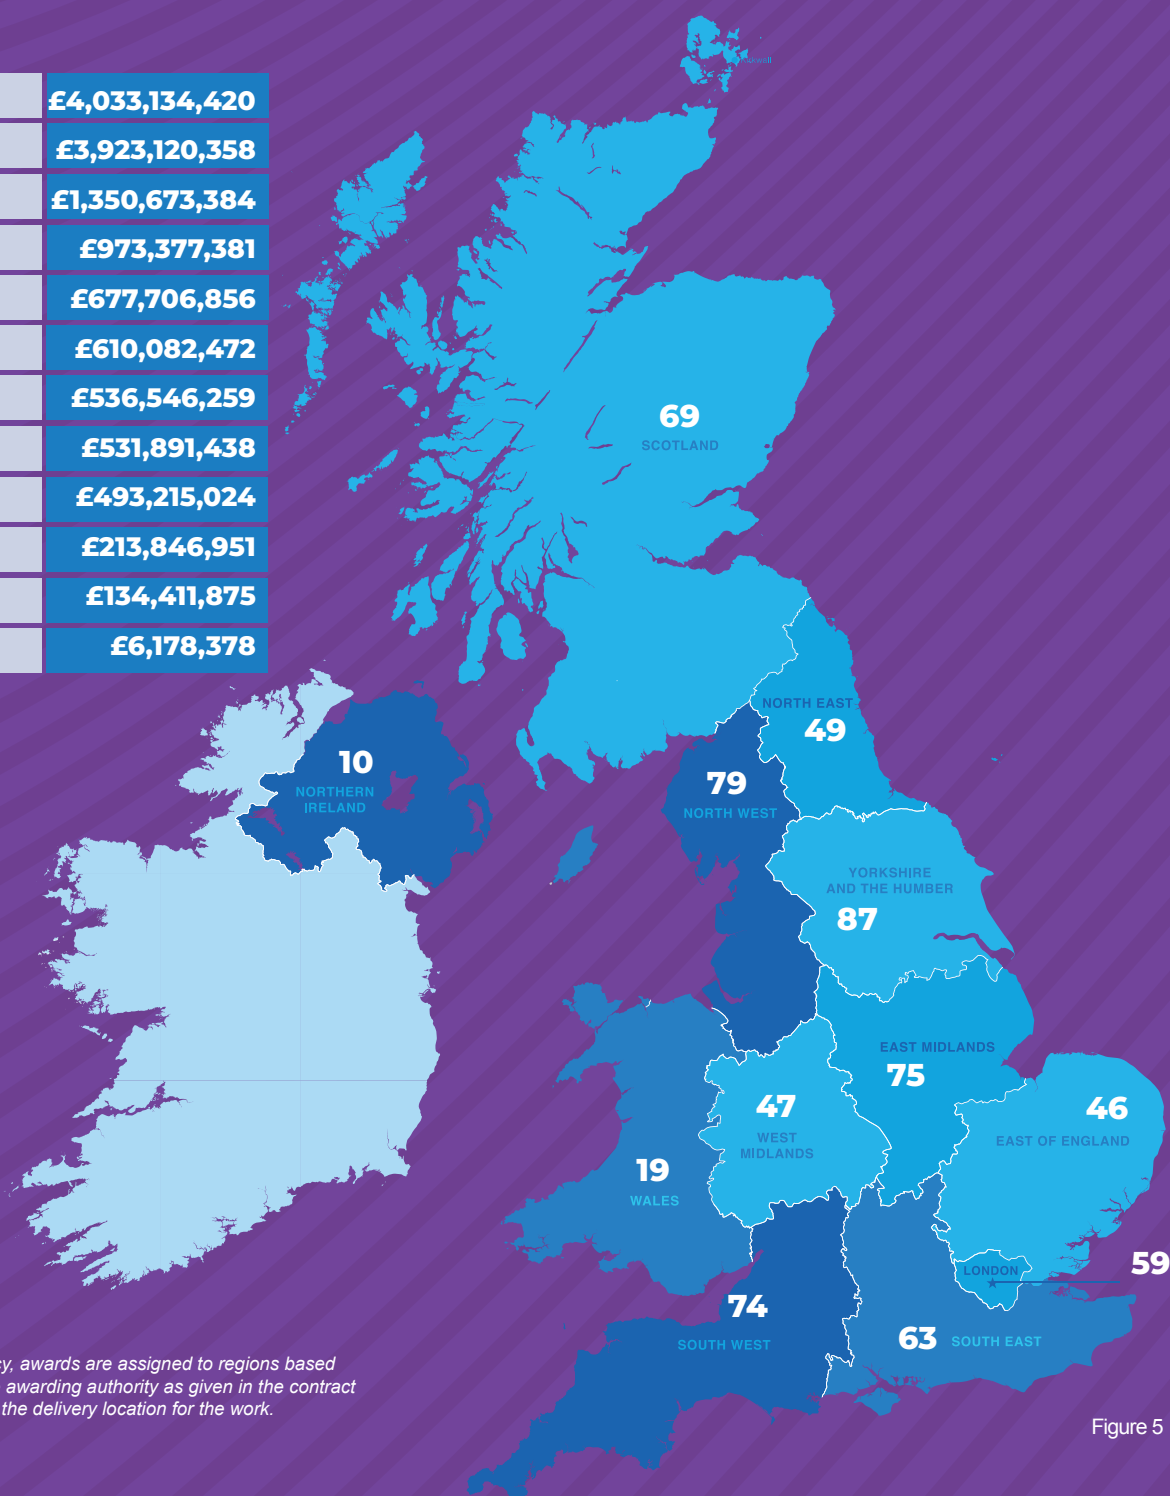 £4,033,134,420
£3,923,120,358
£1,350,673,384
£973,377,381
£677,706,856
£610,082,472
£536,546,259
£531,891,438
£493,215,024
£213,846,951
£134,411,875
£6,178,378
69
SCOTLAND
NORTH EAST
49
10
NORTHERN
IRELAND
79
NORTH WEST
YORKSHIRE
AND THE HUMBER
87
EAST MIDLANDS
75
47
WEST
MIDLANDS
46
EAST OF ENGLAND
19
WALES
59
LONDON
74
SOUTH WEST
63 SOUTH EAST
awards are assigned to regions based
awarding authority as given in the contract
the delivery location for the work.
Figure 5